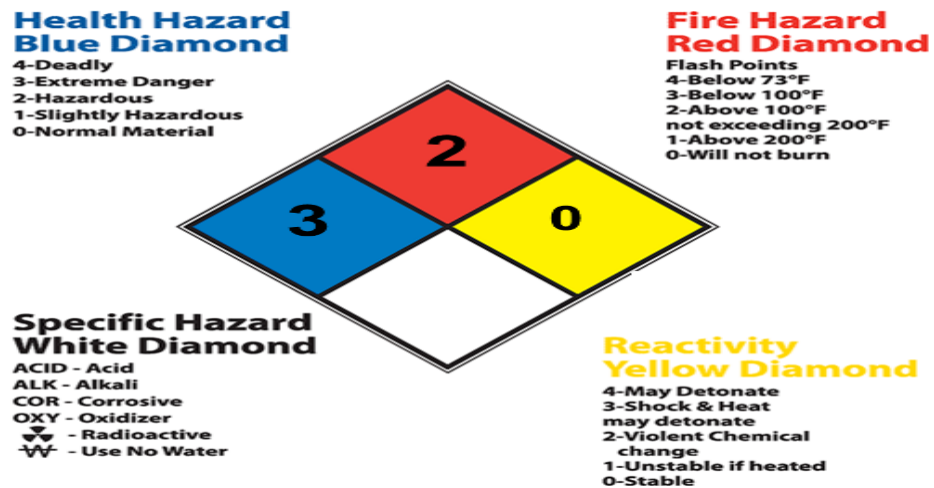 Health Hazard
Blue Diamond
4-Deadly
3-Extreme Danger
2-Hazardous
1-Slightly Hazardous
0-Normal Material
Fire Hazard
Red Diamond
Flash Points
4-Below 73°F
3-Below 100°F
2-Above 100°F
not exceeding 200°F
1-Above 200°F
0-Will not burn
2
3
0
Specific Hazard
White Diamond
ACID - Acid
ALK - Alkali
COR - Corrosive
OXY - Oxidizer
- Radioactive
W - Use No Water
Reactivity
Yellow Diamond
4-May Detonate
3-Shock & Heat
may detonate
2-Violent Chemical
change
1-Unstable if heated
0-Stable